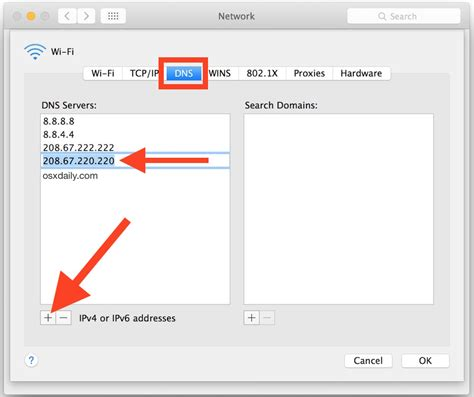 Network
Search
Wi-Fi
Wi-Fi TCP/IP DNS WINS 802.1X Proxies Hardware
DNS Servers: Search Domains:
8.8.8.8
8.8.4.4
208.67.222.222
208.67.220.220
osxdaily.com
+ − IPv4 or IPv6 addresses + −
? Cancel OK